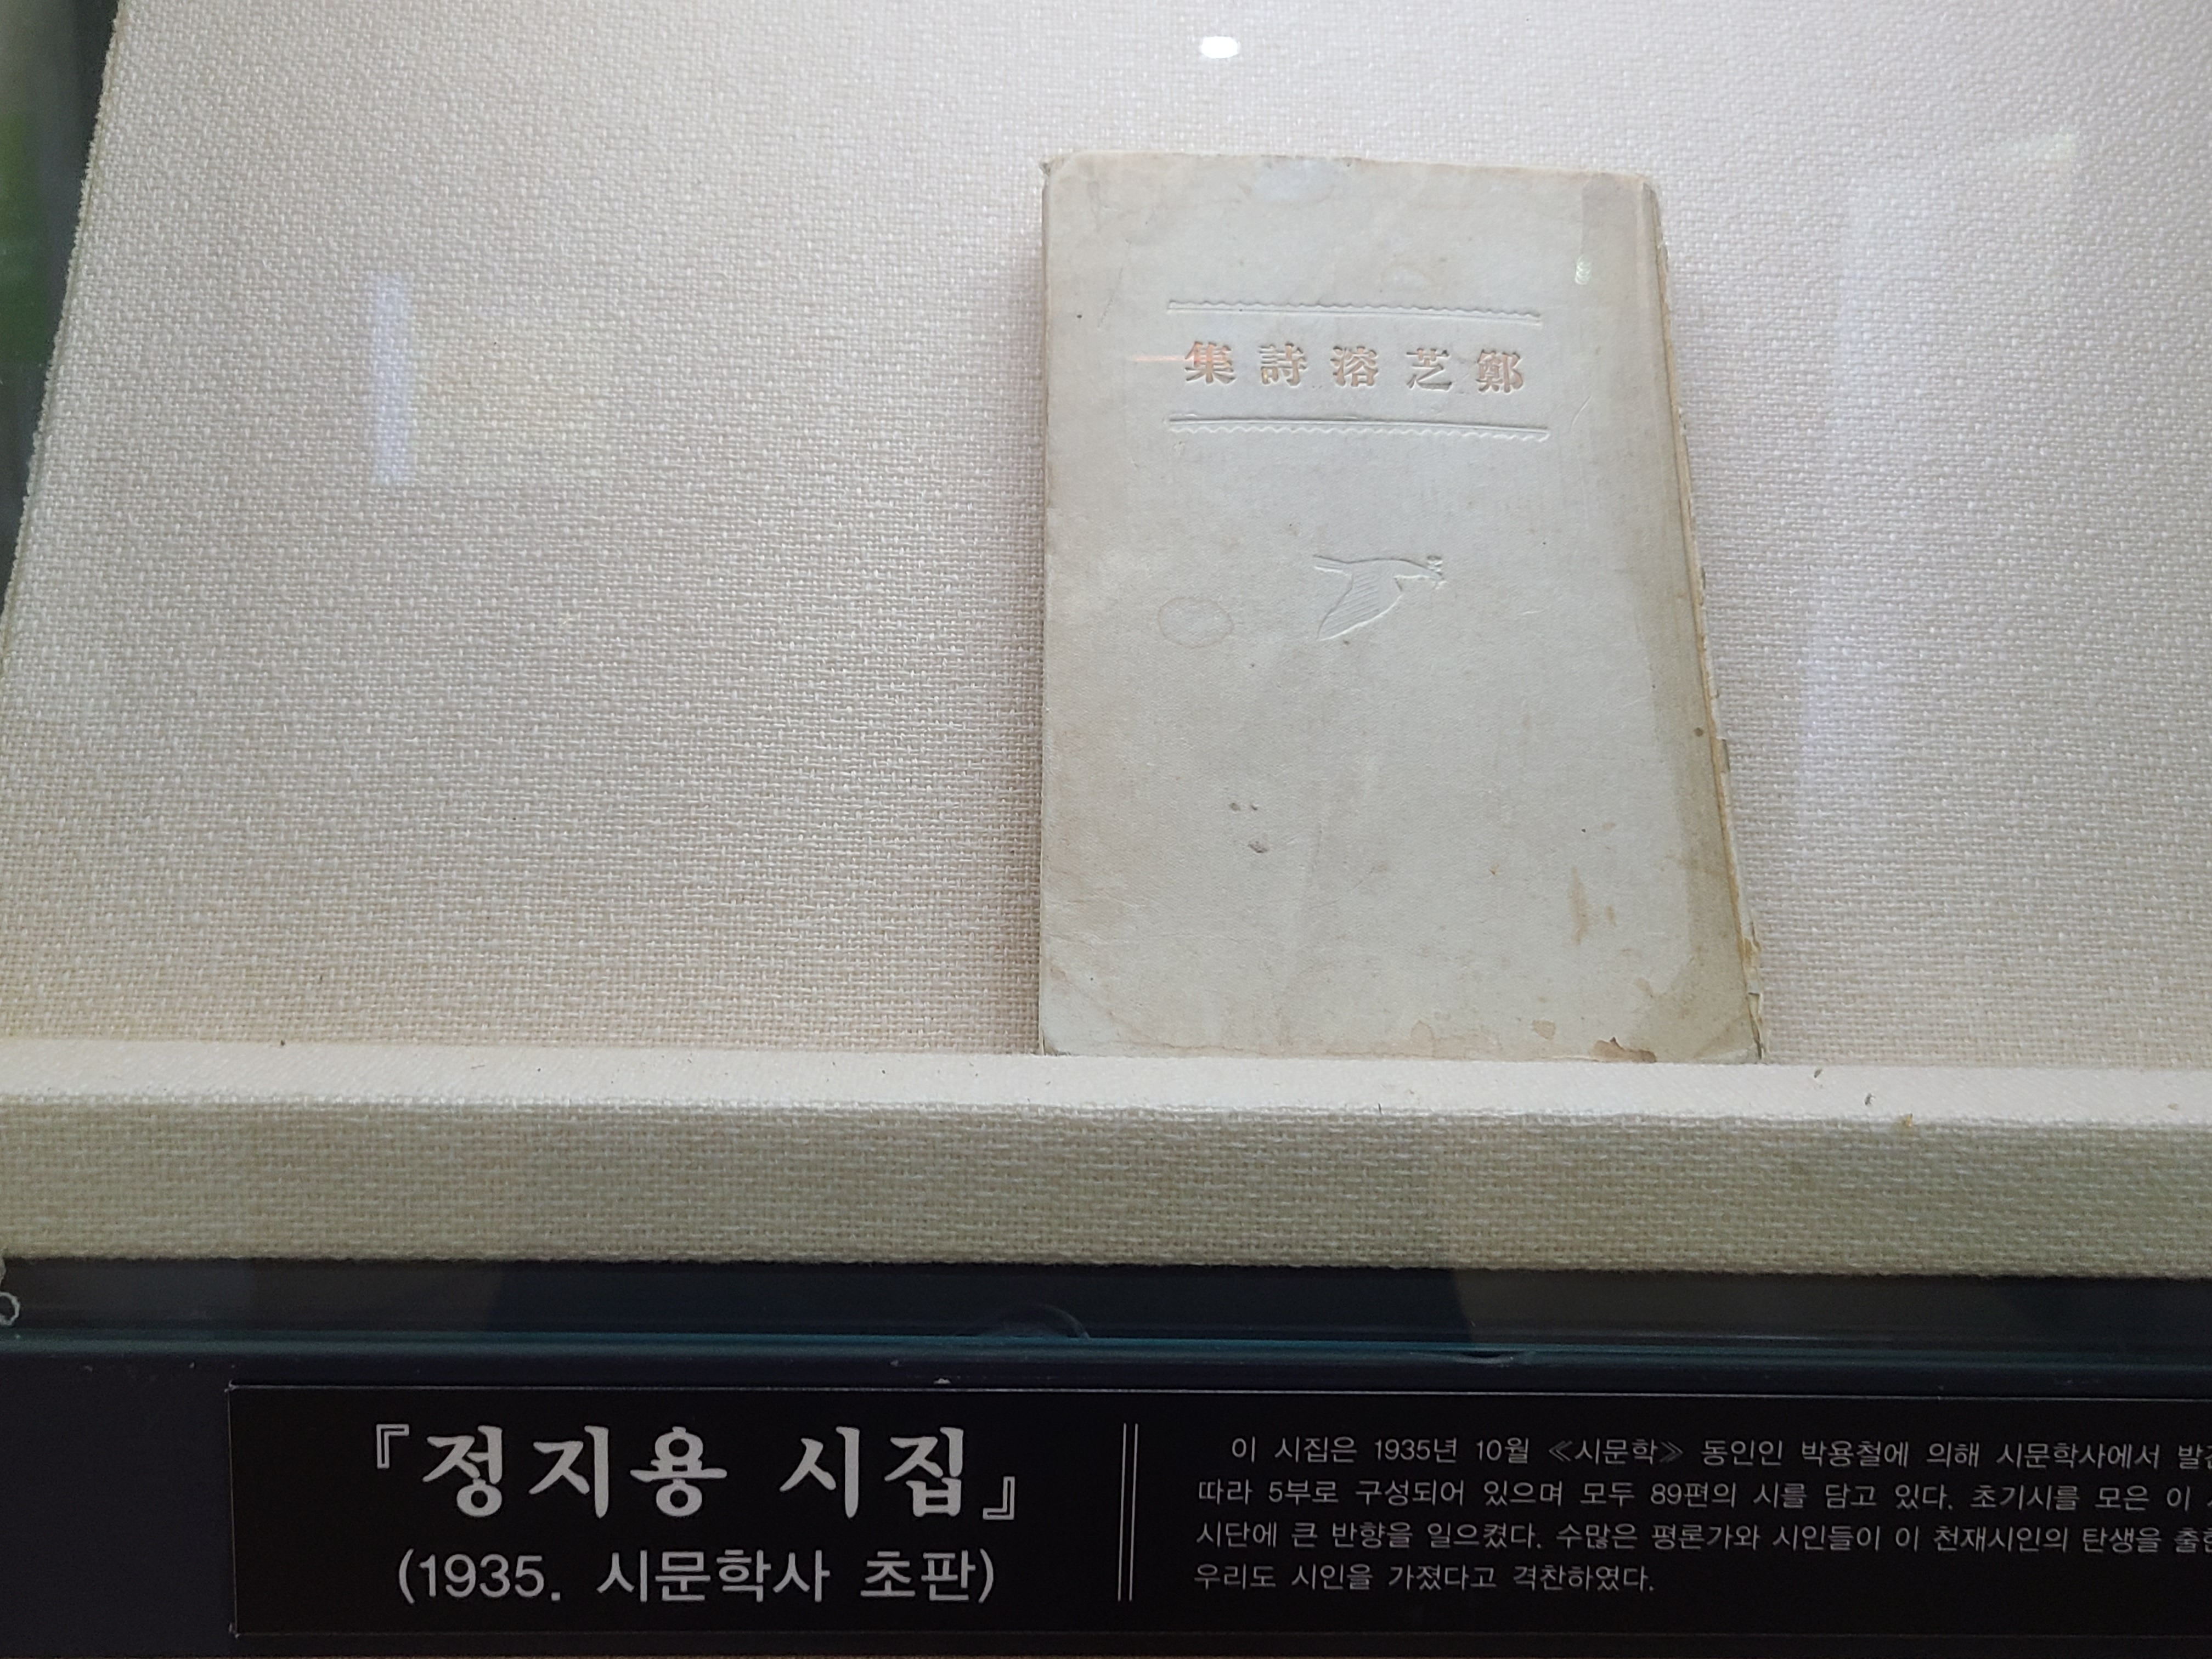 集詩溶芝鄭
『정지용 시집』
(1935. 시문학사 초판)
이 시집은 1935년 10월 ≪시문학≫ 동인인 박용철에 의해 시문학사에서
따라 5부로 구성되어 있으며 모두 89편의 시를 담고 있다. 초기시를 모은 이
시단에 큰 반향을 일으켰다. 수많은 평론가와 시인들이 이 천재시인의 탄생을
우리도 시인을 가졌다고 격찬하였다.